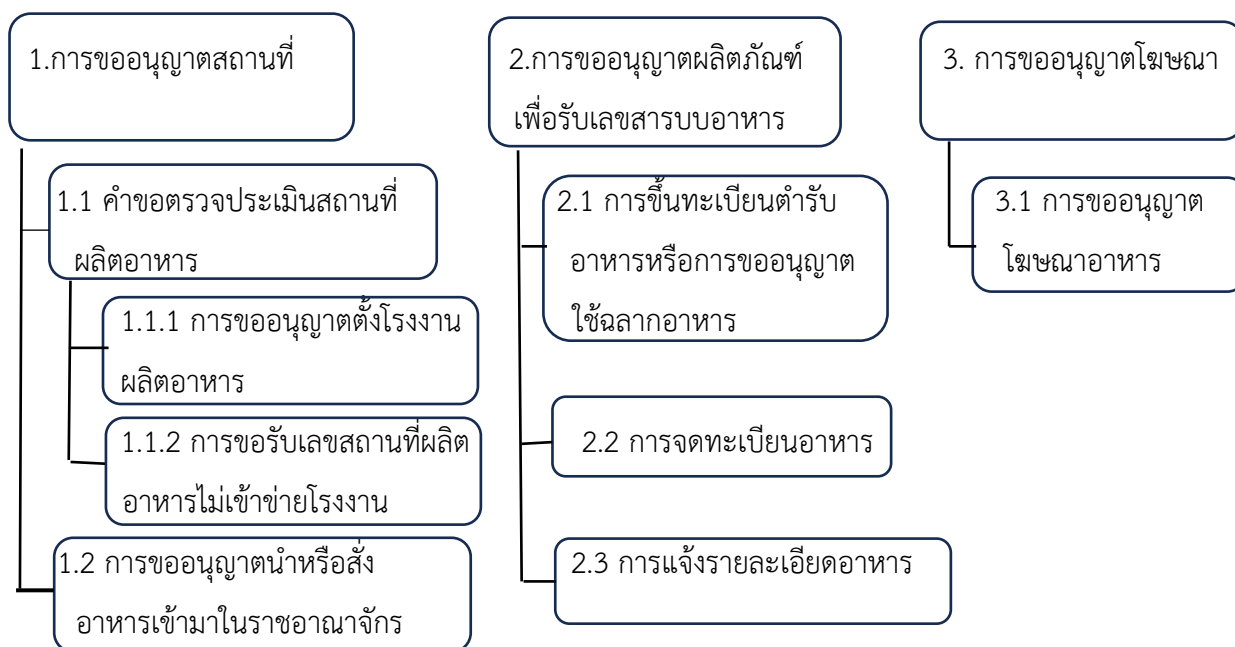 1.การขออนุญาตสถานที่
1.1 คำขอตรวจประเมินสถานที่
ผลิตอาหาร
1.1.1 การขออนุญาตตั้งโรงงาน
ผลิตอาหาร
1.1.2 การขอรับเลขสถานที่ผลิต
อาหารไม่เข้าข่ายโรงงาน
1.2 การขออนุญาตนำหรือสั่ง
อาหารเข้ามาในราชอาณาจักร
2.การขออนุญาตผลิตภัณฑ์
เพื่อรับเลขสารบบอาหาร
2.1 การขึ้นทะเบียนตำรับ
อาหารหรือการขออนุญาต
ใช้ฉลากอาหาร
2.2 การจดทะเบียนอาหาร
2.3 การแจ้งรายละเอียดอาหาร
3. การขออนุญาตโฆษณา
3.1 การขออนุญาต
โฆษณาอาหาร